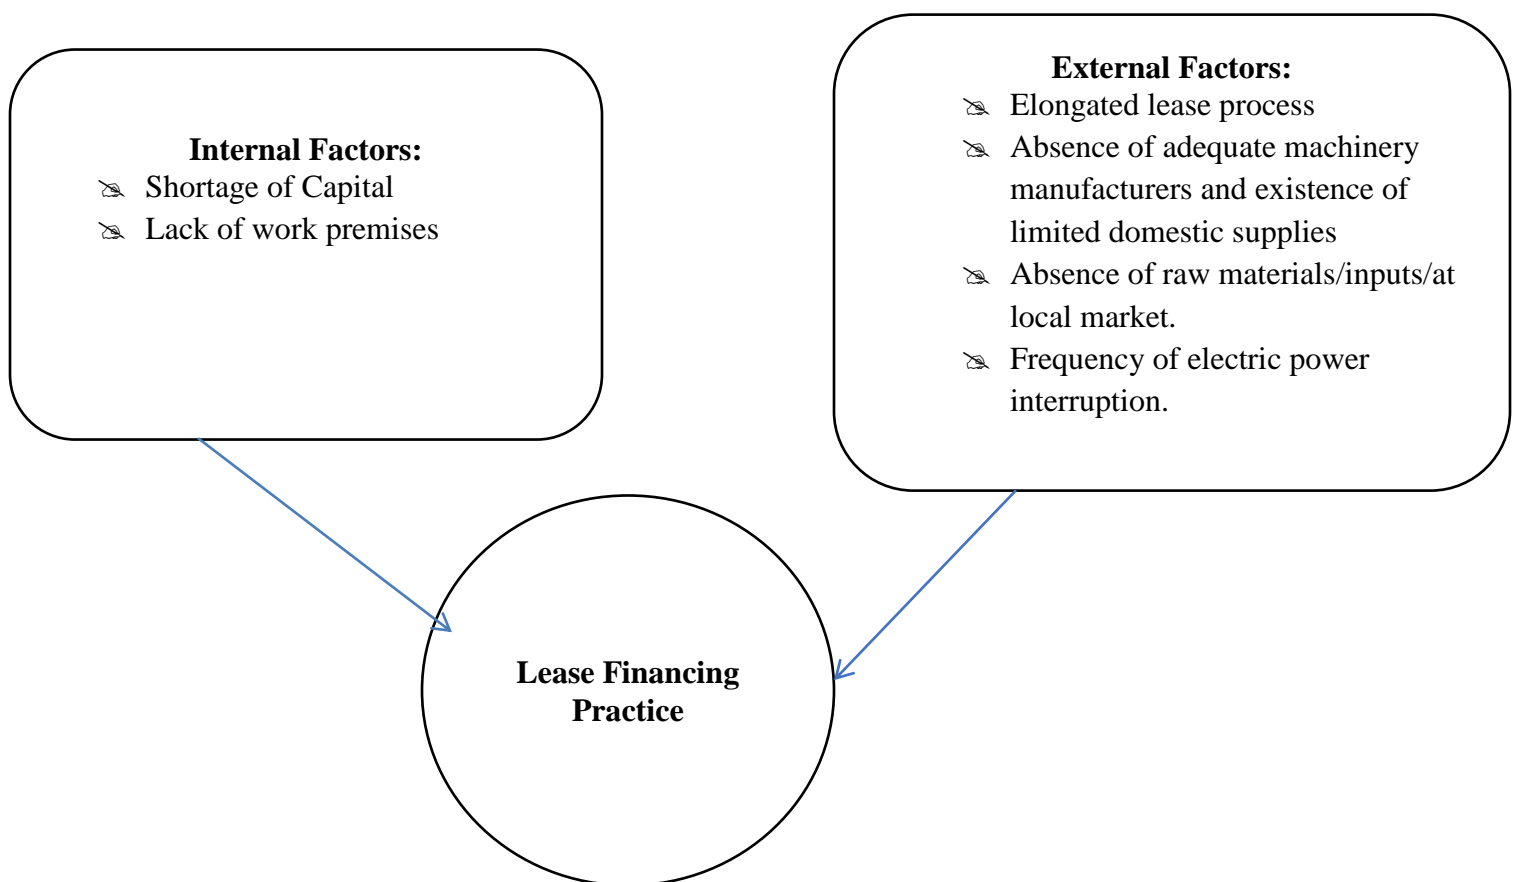 Internal Factors:
Shortage of Capital
Lack of work premises
External Factors:
Elongated lease process
Absence of adequate machinery
manufacturers and existence of
limited domestic supplies
Absence of raw materials/inputs/at
local market.
Frequency of electric power
interruption.
Lease Financing
Practice